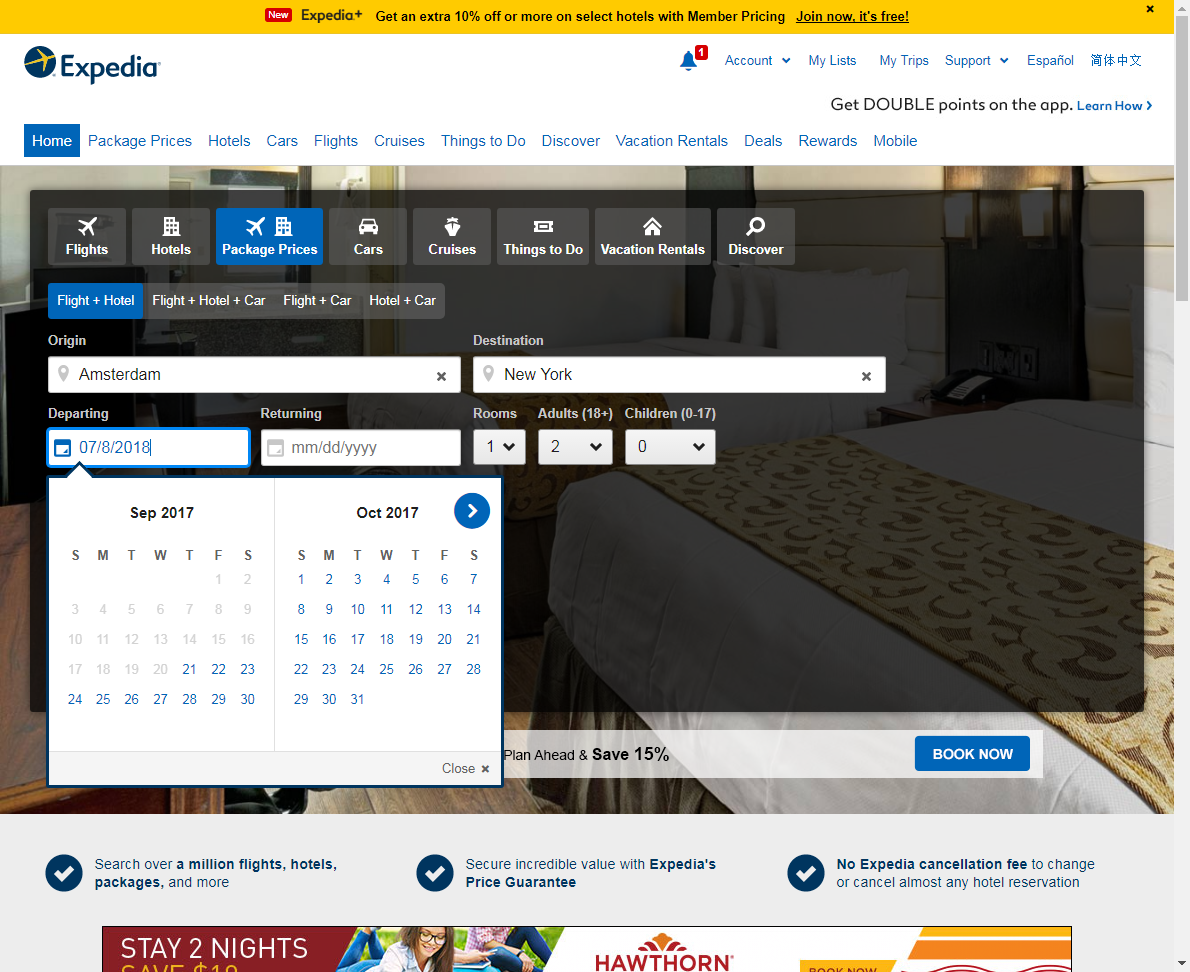 New Expedia+ Get an extra 10% off or more on select hotels with Member Pricing Join now, it's free!
Expedia
1 Account My Lists My Trips Support Español 简体中文
Get DOUBLE points on the app. Learn How
Home Package Prices Hotels Cars Flights Cruises Things to Do Discover Vacation Rentals Deals Rewards Mobile
Flights Hotels Package Prices Cars Cruises Things to Do Vacation Rentals Discover
Flight + Hotel Flight + Hotel + Car Flight + Car Hotel + Car
Origin Destination
Amsterdam New York
Departing Returning Rooms Adults (18+) Children (0-17)
07/8/2018 mm/dd/yyyy 1 2 0
Sep 2017 Oct 2017
S M T W T F S S M T W T F S
1 2 1 2 3 4 5 6 7
3 4 5 6 7 8 9 8 9 10 11 12 13 14
10 11 12 13 14 15 16 15 16 17 18 19 20 21
17 18 19 20 21 22 23 22 23 24 25 26 27 28
24 25 26 27 28 29 30 29 30 31
Plan Ahead & Save 15% BOOK NOW
Close
Search over a million flights, hotels,
packages, and more
Secure incredible value with Expedia's
Price Guarantee
No Expedia cancellation fee to change
or cancel almost any hotel reservation
STAY 2 NIGHTS
HAWTHORN
BOOK NOW